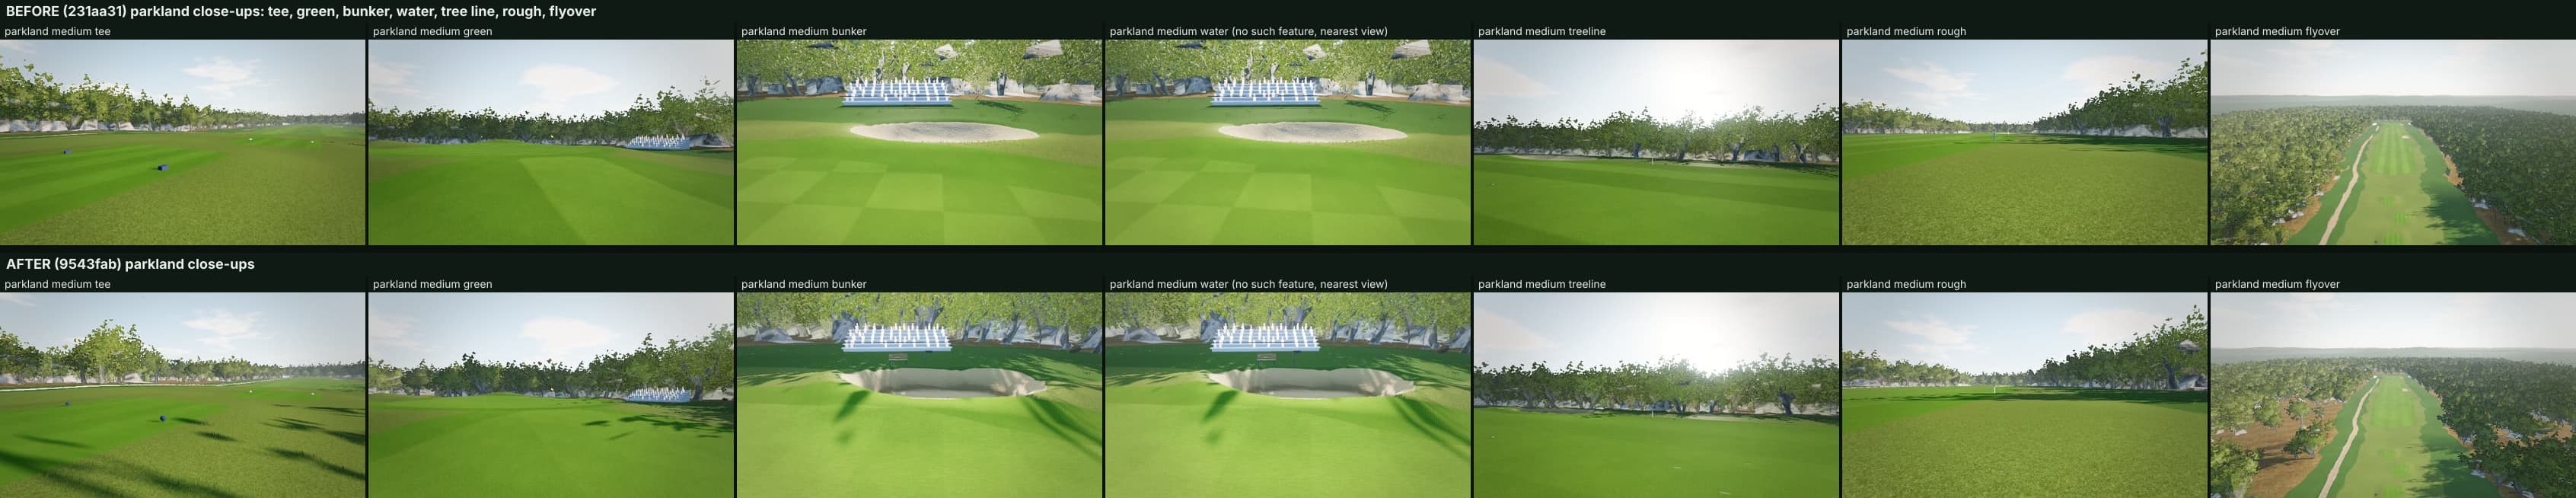 BEFORE (231aa31) parkland close-ups: tee, green, bunker, water, tree line, rough, flyover
parkland medium tee
parkland medium green
parkland medium bunker
parkland medium water (no such feature, nearest view)
parkland medium treeline
parkland medium rough
parkland medium flyover
AFTER (9543fab) parkland close-ups
parkland medium tee
parkland medium green
parkland medium bunker
parkland medium water (no such feature, nearest view)
parkland medium treeline
parkland medium rough
parkland medium flyover